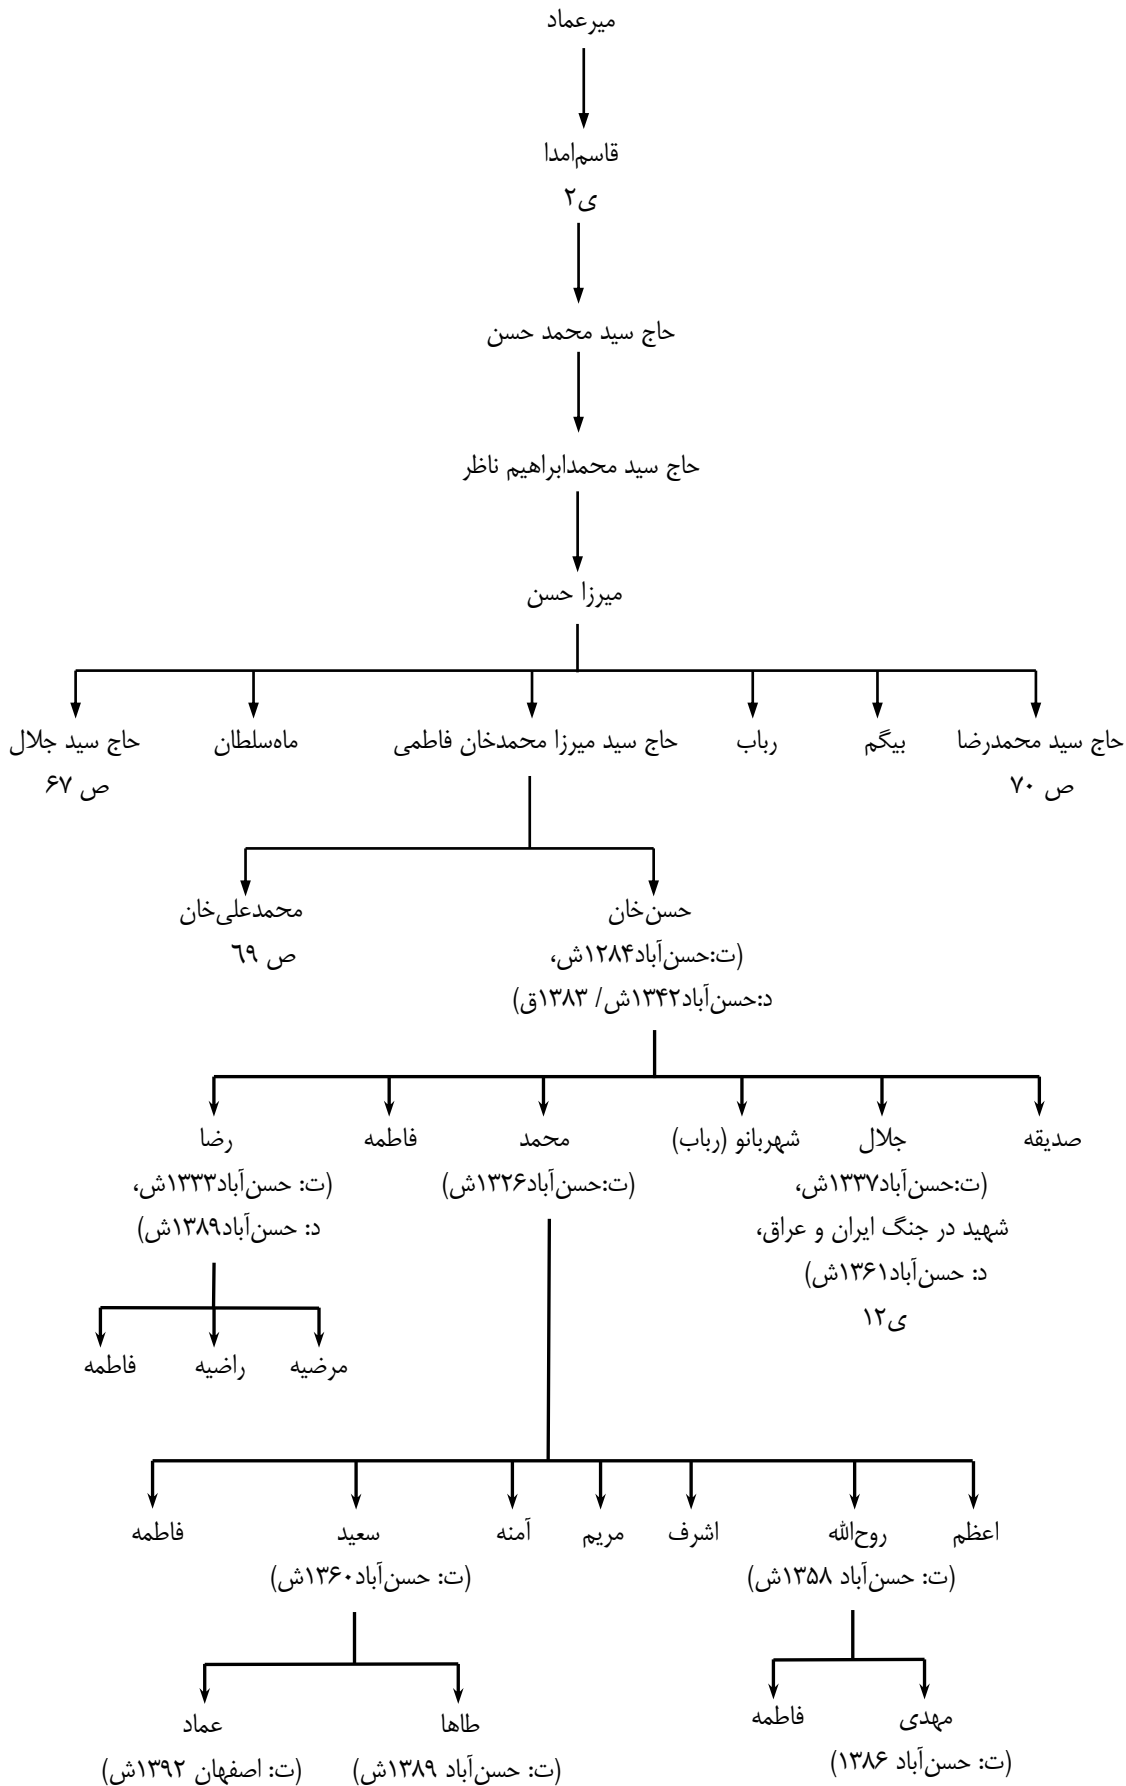 میرعماد
قاسم‌امدا
ی۲
حاج سید محمد حسن
حاج سید محمدابراهیم ناظر
میرزا حسن
حاج سید محمدرضا
ص ۷۰
بیگم
رباب
حاج سید میرزا محمدخان فاطمی
ماه‌سلطان
حاج سید جلال
ص ۶۷
حسن‌خان
(ت:حسن‌آباد۱۲۸۴ش،
د:حسن‌آباد۱۳۴۲ش/ ۱۳۸۳ق)
محمدعلی‌خان
ص ٦٩
صدیقه
جلال
(ت:حسن‌آباد۱۳۳۷ش،
شهید در جنگ ایران و عراق،
د: حسن‌آباد۱۳۶۱ش)
ی۱۲
شهربانو (رباب)
محمد
(ت:حسن‌آباد۱۳۲۶ش)
فاطمه
رضا
(ت: حسن‌آباد۱۳۳۳ش،
د: حسن‌آباد۱۳۸۹ش)
مرضیه
راضیه
فاطمه
اعظم
روح‌الله
(ت: حسن‌آباد ۱۳۵۸ش)
اشرف
مریم
آمنه
سعید
(ت: حسن‌آباد۱۳۶۰ش)
فاطمه
مهدی
(ت: حسن‌آباد ۱۳۸۶)
فاطمه
طاها
(ت: حسن‌آباد ۱۳۸۹ش)
عماد
(ت: اصفهان ۱۳۹۲ش)